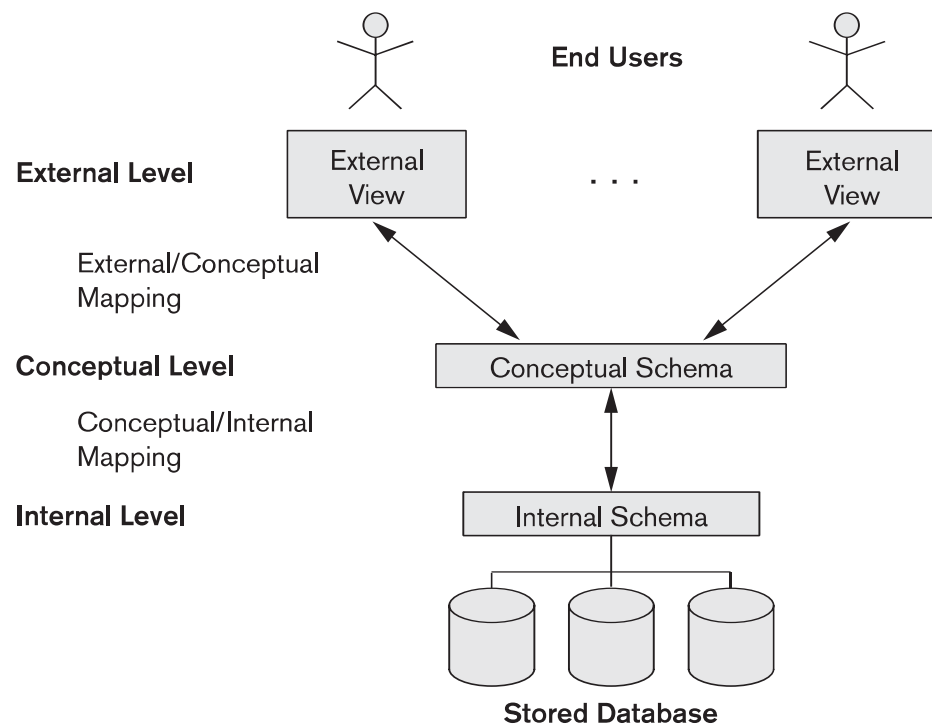 End Users
External Level
External
View
. . .
External
View
External/Conceptual
Mapping
Conceptual Level
Conceptual Schema
Conceptual/Internal
Mapping
Internal Level
Internal Schema
Stored Database